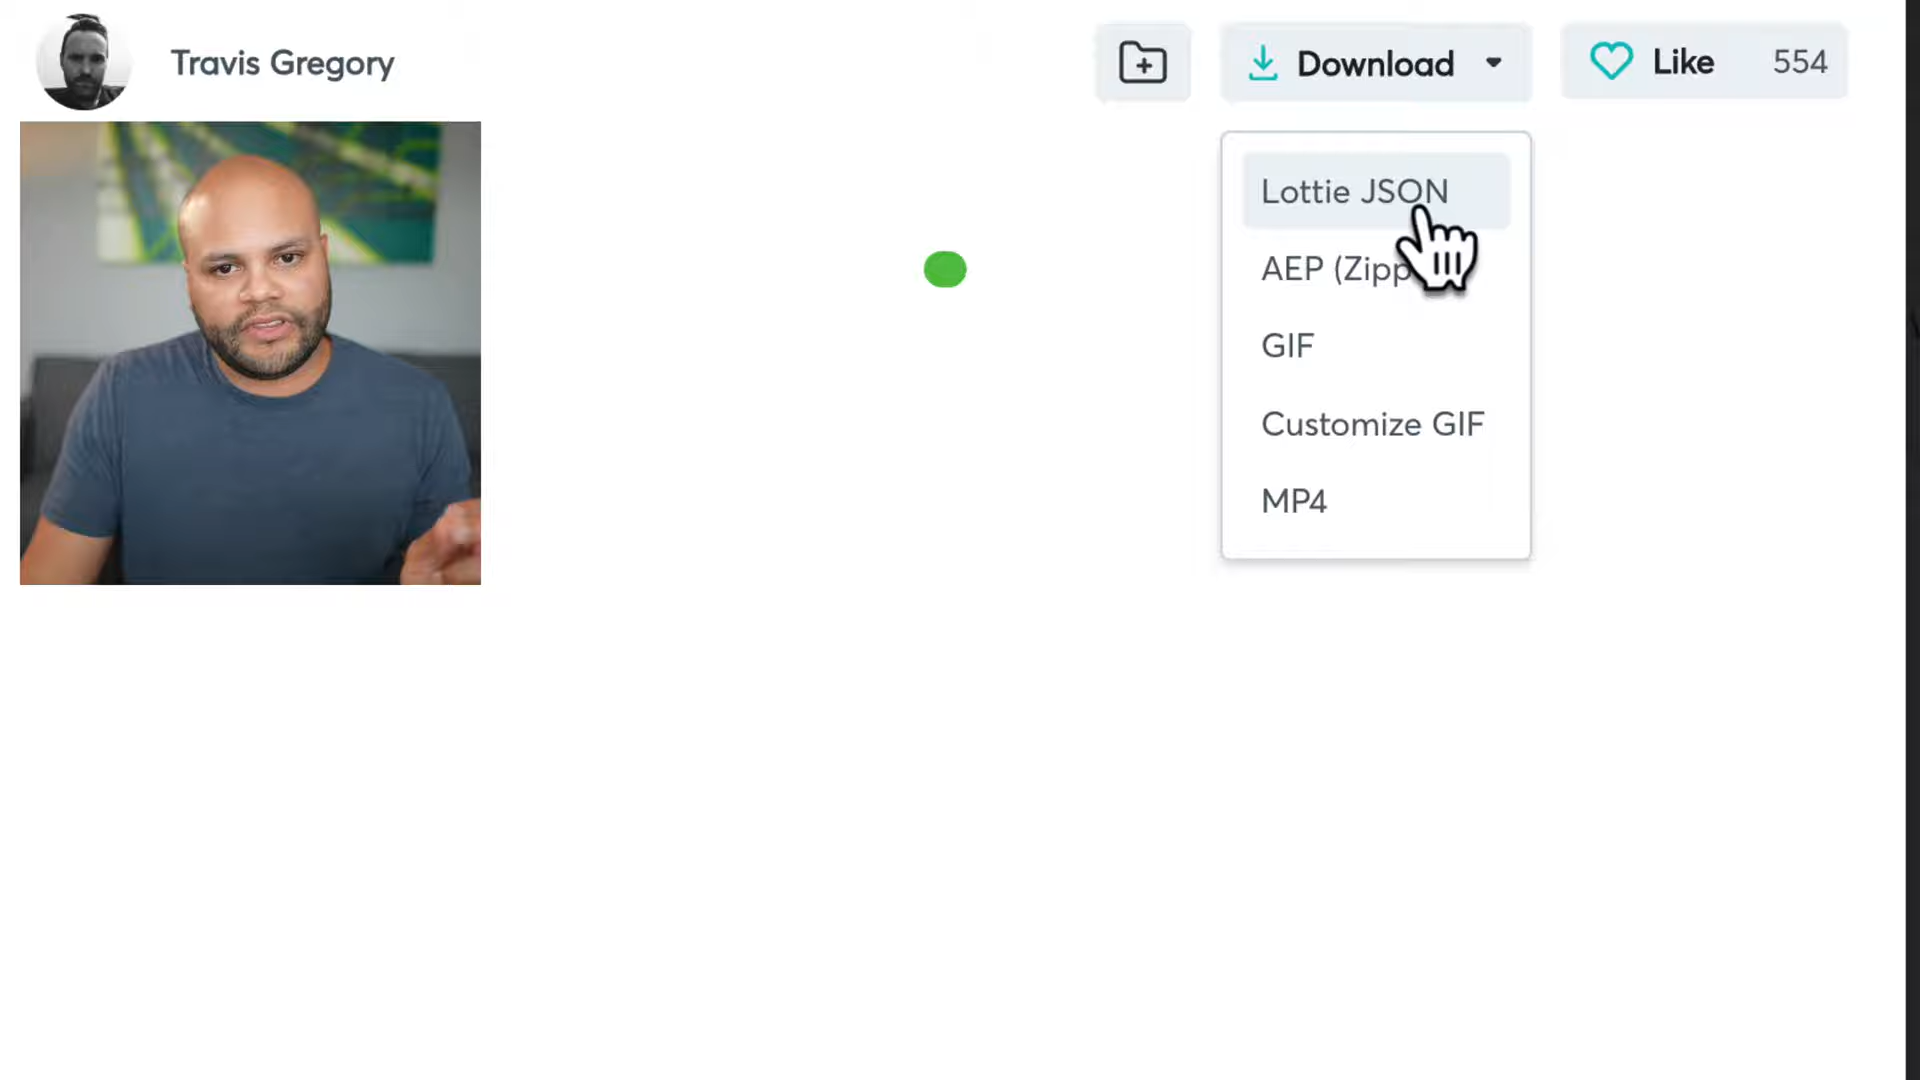 Travis Gregory
Download
Like 554
Lottie JSON
AEP (Zipp
GIF
Customize GIF
MP4